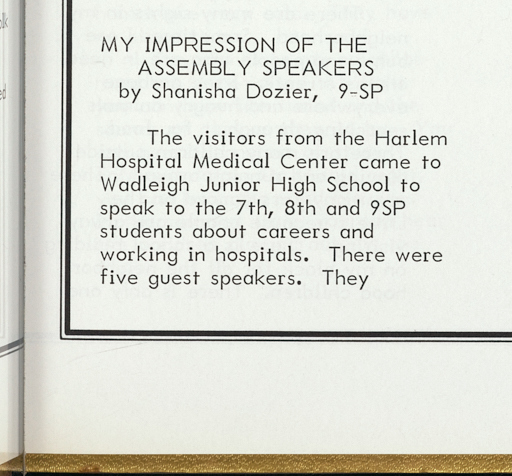 MY IMPRESSION OF THE
ASSEMBLY SPEAKERS
by Shanisha Dozier, 9-SP
The visitors from the Harlem
Hospital Medical Center came to
Wadleigh Junior High School to
speak to the 7th, 8th and 9SP
students about careers and
working in hospitals. There were
five guest speakers. They